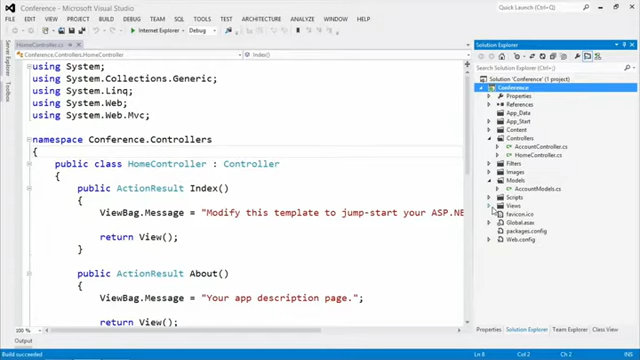 Conference - Microsoft Visual Studio
Quick Launch (Ctrl+Q)
FILE EDIT VIEW PROJECT BUILD DEBUG TEAM SQL TOOLS TEST ARCHITECTURE ANALYZE WINDOW HELP
Internet Explorer Debug
Server Explorer
Toolbox
HomeController.cs
Conference.Controllers.HomeController
Index()
using System;
using System.Collections.Generic;
using System.Linq;
using System.Web;
using System.Web.Mvc;
namespace Conference.Controllers
{
public class HomeController : Controller
{
public ActionResult Index()
{
ViewBag.Message = "Modify this template to jump-start your ASP.NE
return View();
}
public ActionResult About()
{
ViewBag.Message = "Your app description page.";
return View();
100 %
Solution Explorer
Search Solution Explorer (Ctrl+;)
Solution 'Conference' (1 project)
Conference
Properties
References
App_Data
App_Start
Content
Controllers
AccountController.cs
HomeController.cs
Filters
Images
Models
AccountModels.cs
Scripts
Views
favicon.ico
Global.asax
packages.config
Web.config
Properties Solution Explorer Team Explorer Class View
Output
Build succeeded
Ln 8 Col 2 Ch 2 INS